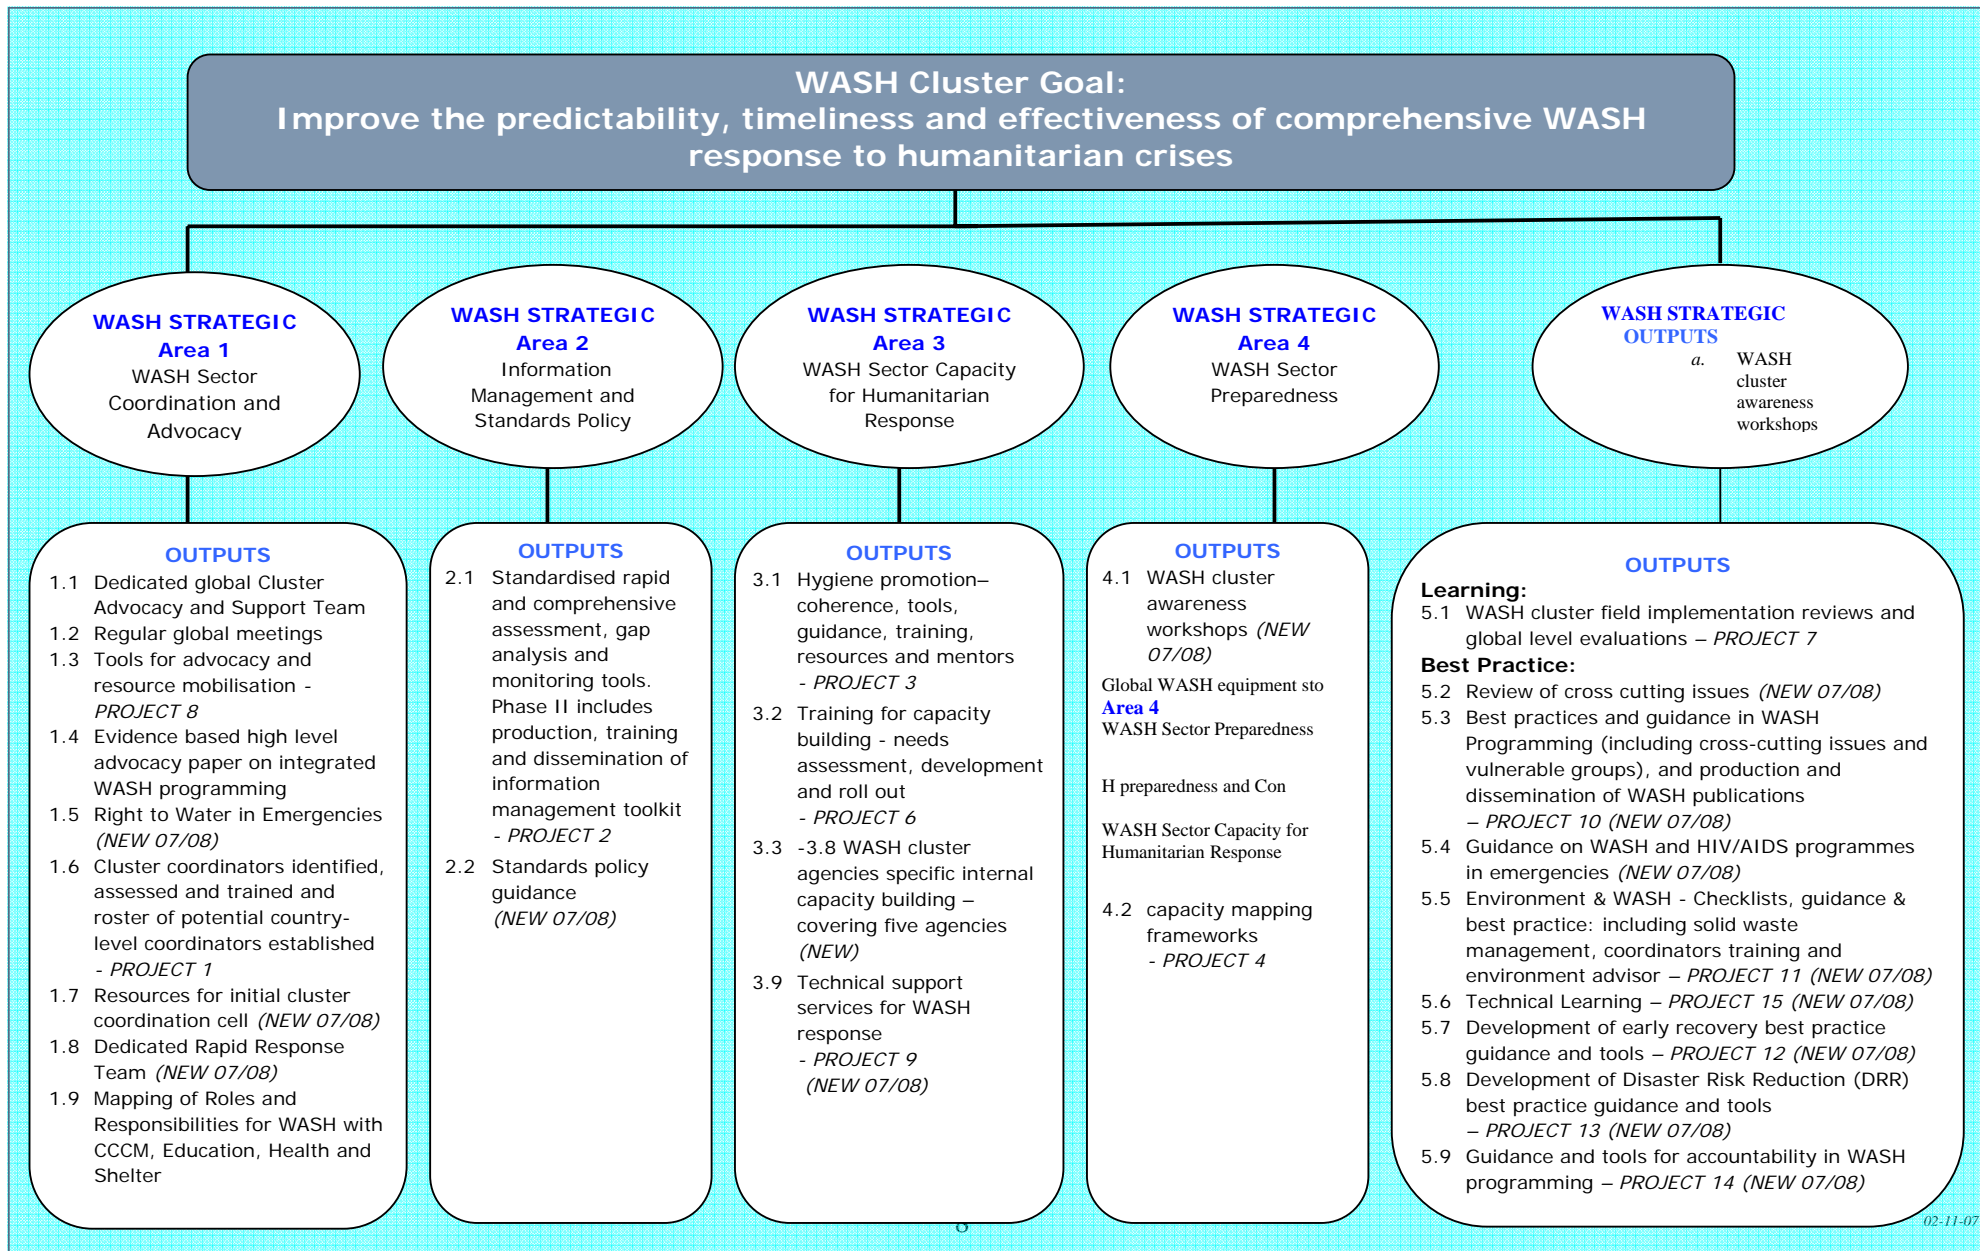 WASH Cluster Goal:
Improve the predictability, timeliness and effectiveness of comprehensive WASH
response to humanitarian crises
WASH STRATEGIC
Area 1
WASH Sector
Coordination and
Advocacy
WASH STRATEGIC
Area 2
Information
Management and
Standards Policy
WASH STRATEGIC
Area 3
WASH Sector Capacity
for Humanitarian
Response
WASH STRATEGIC
Area 4
WASH Sector
Preparedness
WASH STRATEGIC
OUTPUTS
a. WASH
cluster
awareness
workshops
OUTPUTS
1.1 Dedicated global Cluster
Advocacy and Support Team
1.2 Regular global meetings
1.3 Tools for advocacy and
resource mobilisation -
PROJECT 8
1.4 Evidence based high level
advocacy paper on integrated
WASH programming
1.5 Right to Water in Emergencies
(NEW 07/08)
1.6 Cluster coordinators identified,
assessed and trained and
roster of potential country-
level coordinators established
- PROJECT 1
1.7 Resources for initial cluster
coordination cell (NEW 07/08)
1.8 Dedicated Rapid Response
Team (NEW 07/08)
1.9 Mapping of Roles and
Responsibilities for WASH with
CCCM, Education, Health and
Shelter
OUTPUTS
2.1 Standardised rapid
and comprehensive
assessment, gap
analysis and
monitoring tools.
Phase II includes
production, training
and dissemination of
information
management toolkit
- PROJECT 2
2.2 Standards policy
guidance
(NEW 07/08)
OUTPUTS
3.1 Hygiene promotion–
coherence, tools,
guidance, training,
resources and mentors
- PROJECT 3
3.2 Training for capacity
building - needs
assessment, development
and roll out
- PROJECT 6
3.3 -3.8 WASH cluster
agencies specific internal
capacity building –
covering five agencies
(NEW)
3.9 Technical support
services for WASH
response
- PROJECT 9
(NEW 07/08)
OUTPUTS
4.1 WASH cluster
awareness
workshops (NEW
07/08)
Global WASH equipment sto
Area 4
WASH Sector Preparedness
H preparedness and Con
WASH Sector Capacity for
Humanitarian Response
4.2 capacity mapping
frameworks
- PROJECT 4
OUTPUTS
Learning:
5.1 WASH cluster field implementation reviews and
global level evaluations – PROJECT 7
Best Practice:
5.2 Review of cross cutting issues (NEW 07/08)
5.3 Best practices and guidance in WASH
Programming (including cross-cutting issues and
vulnerable groups), and production and
dissemination of WASH publications
– PROJECT 10 (NEW 07/08)
5.4 Guidance on WASH and HIV/AIDS programmes
in emergencies (NEW 07/08)
5.5 Environment & WASH - Checklists, guidance &
best practice: including solid waste
management, coordinators training and
environment advisor – PROJECT 11 (NEW 07/08)
5.6 Technical Learning – PROJECT 15 (NEW 07/08)
5.7 Development of early recovery best practice
guidance and tools – PROJECT 12 (NEW 07/08)
5.8 Development of Disaster Risk Reduction (DRR)
best practice guidance and tools
– PROJECT 13 (NEW 07/08)
5.9 Guidance and tools for accountability in WASH
programming – PROJECT 14 (NEW 07/08)
8
02-11-07